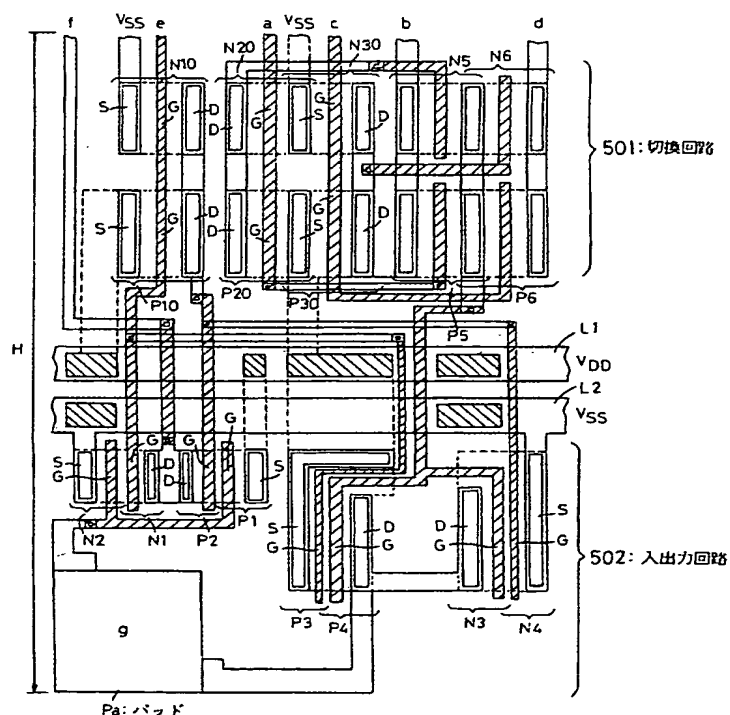 f VSS e a VSS c b d
N10 N20 N30 N5 N6
S G D D G S G D
501: 切換回路
S G D D G S G D
P10 P20 P30 P5 P6
H
L1
VDD
L2
VSS
S G G D D G G S
N2 N1 P2 P1
S G G D D G G S
P3 P4 N3 N4
502: 入出力回路
g
Pa: パッド